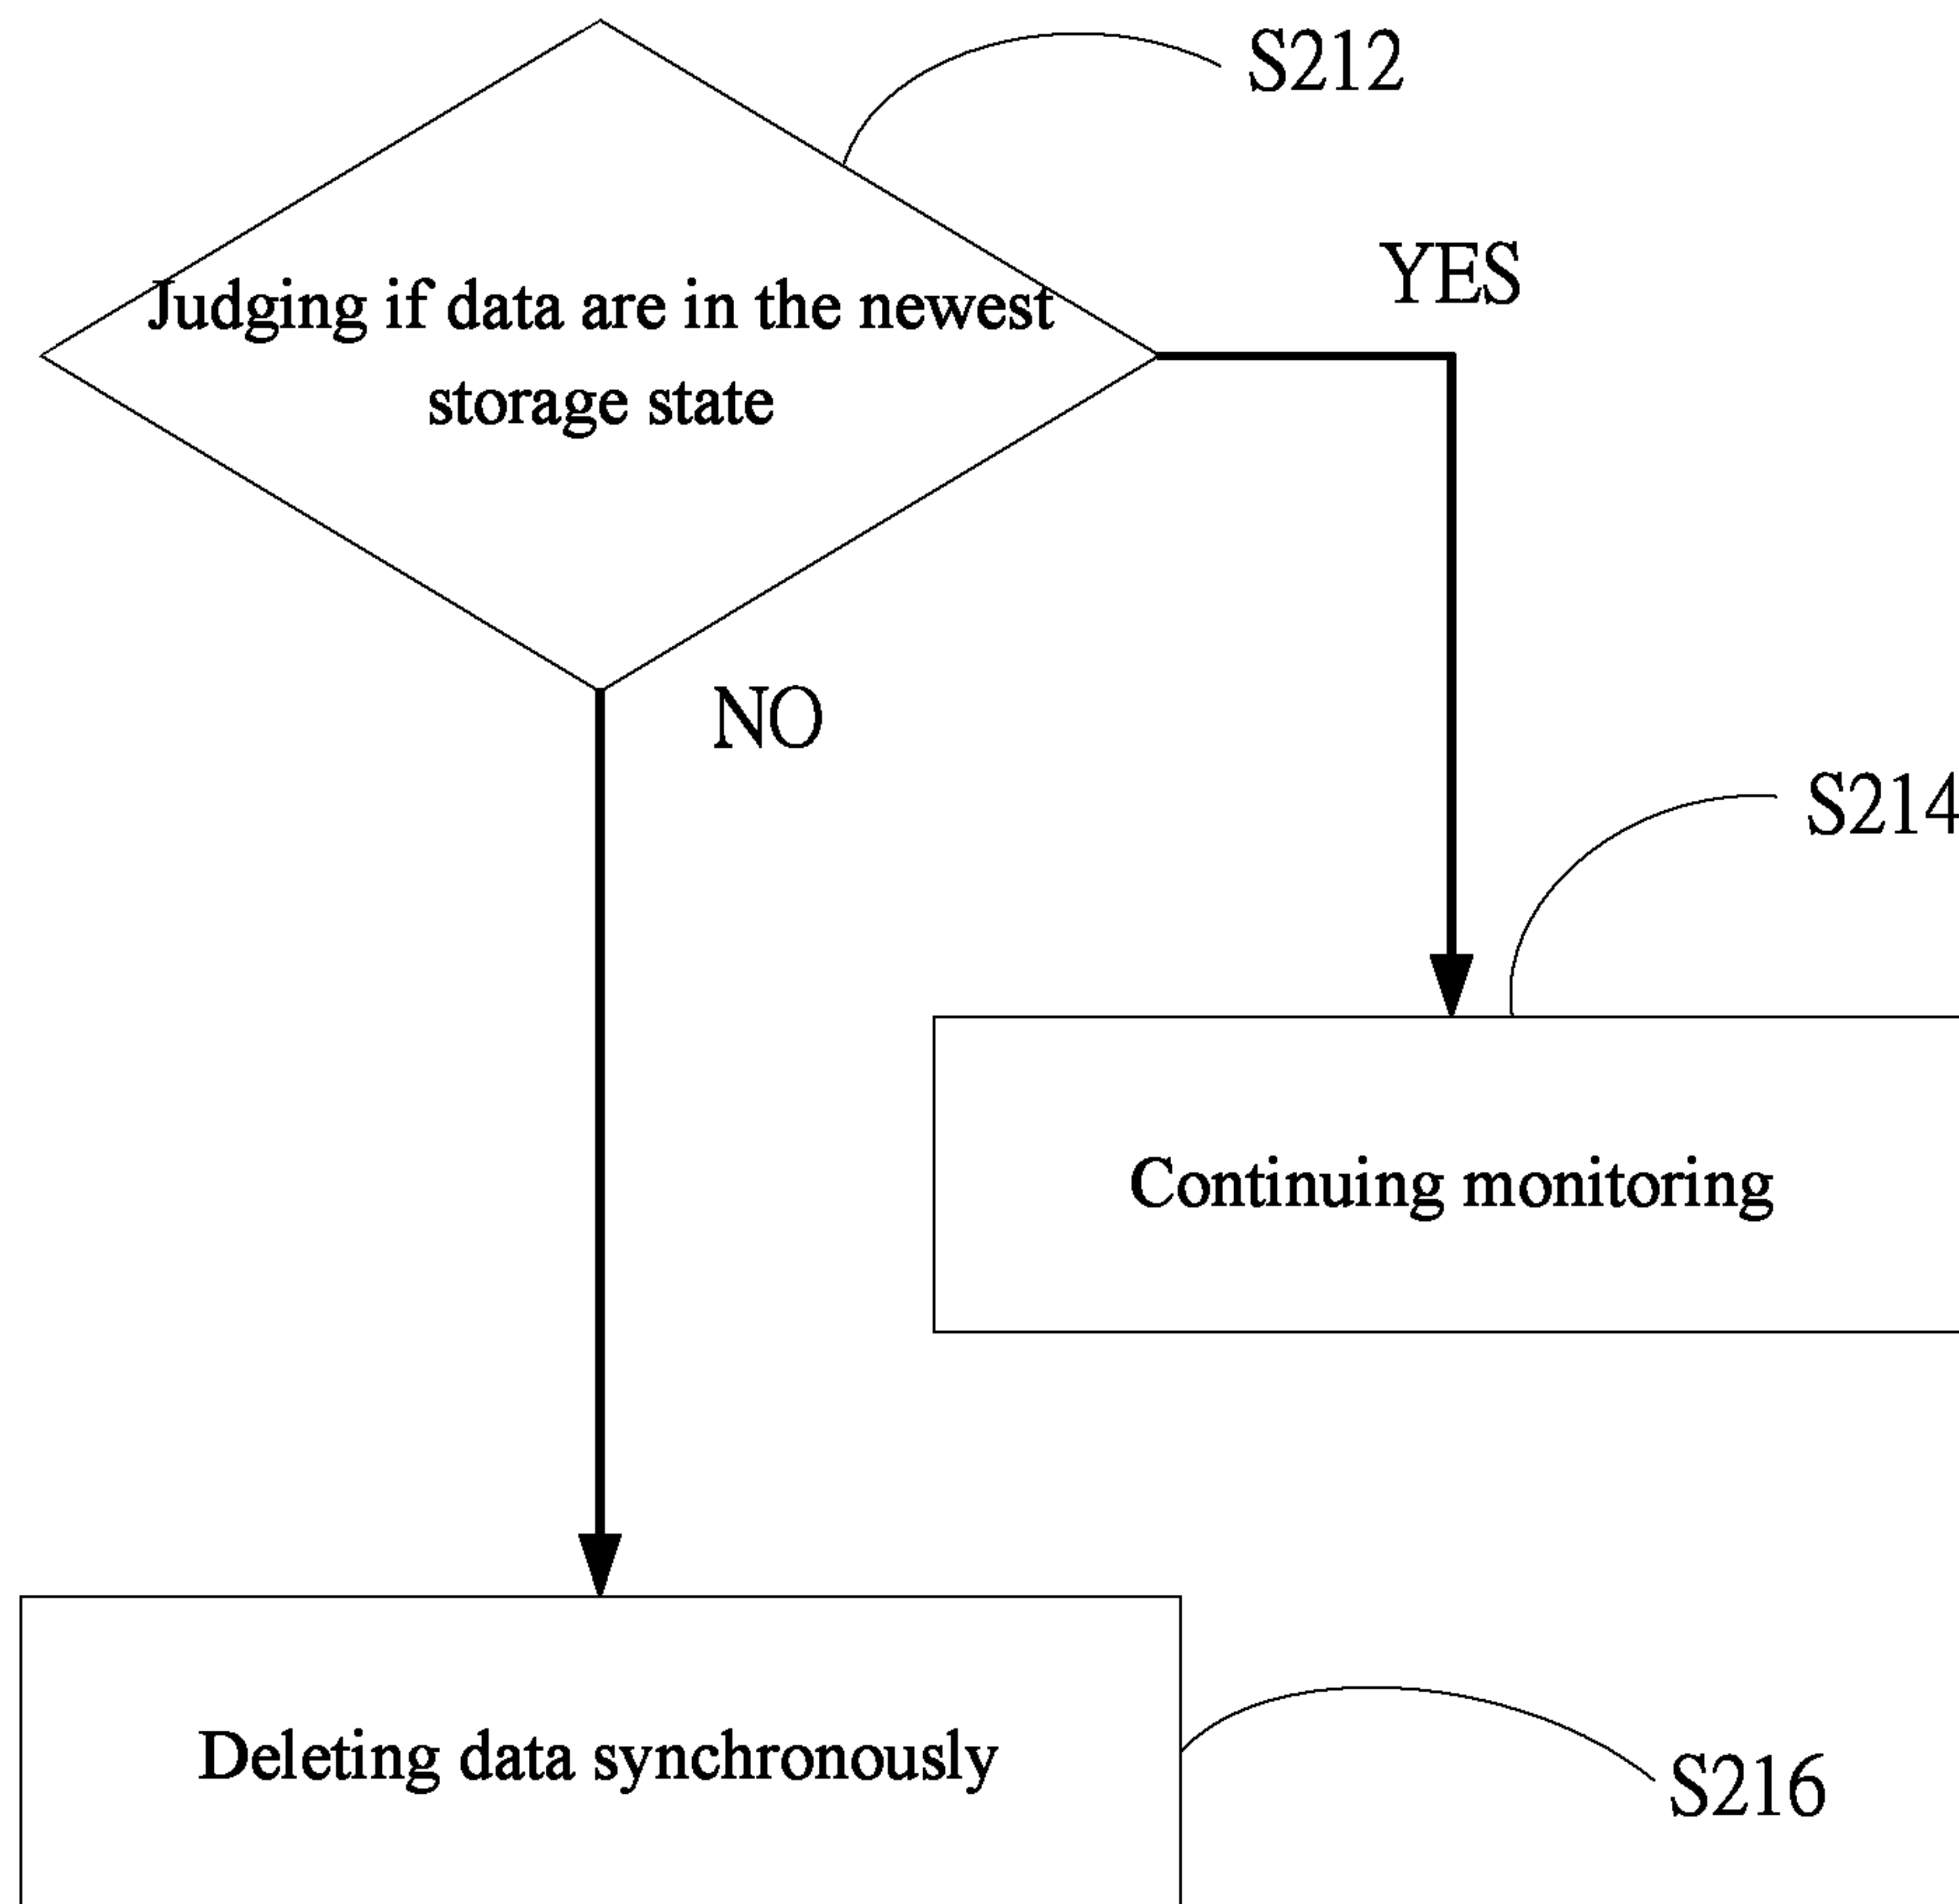 S212
YES
Judging if data are in the newest
storage state
NO
S214
Continuing monitoring
Deleting data synchronously
S216